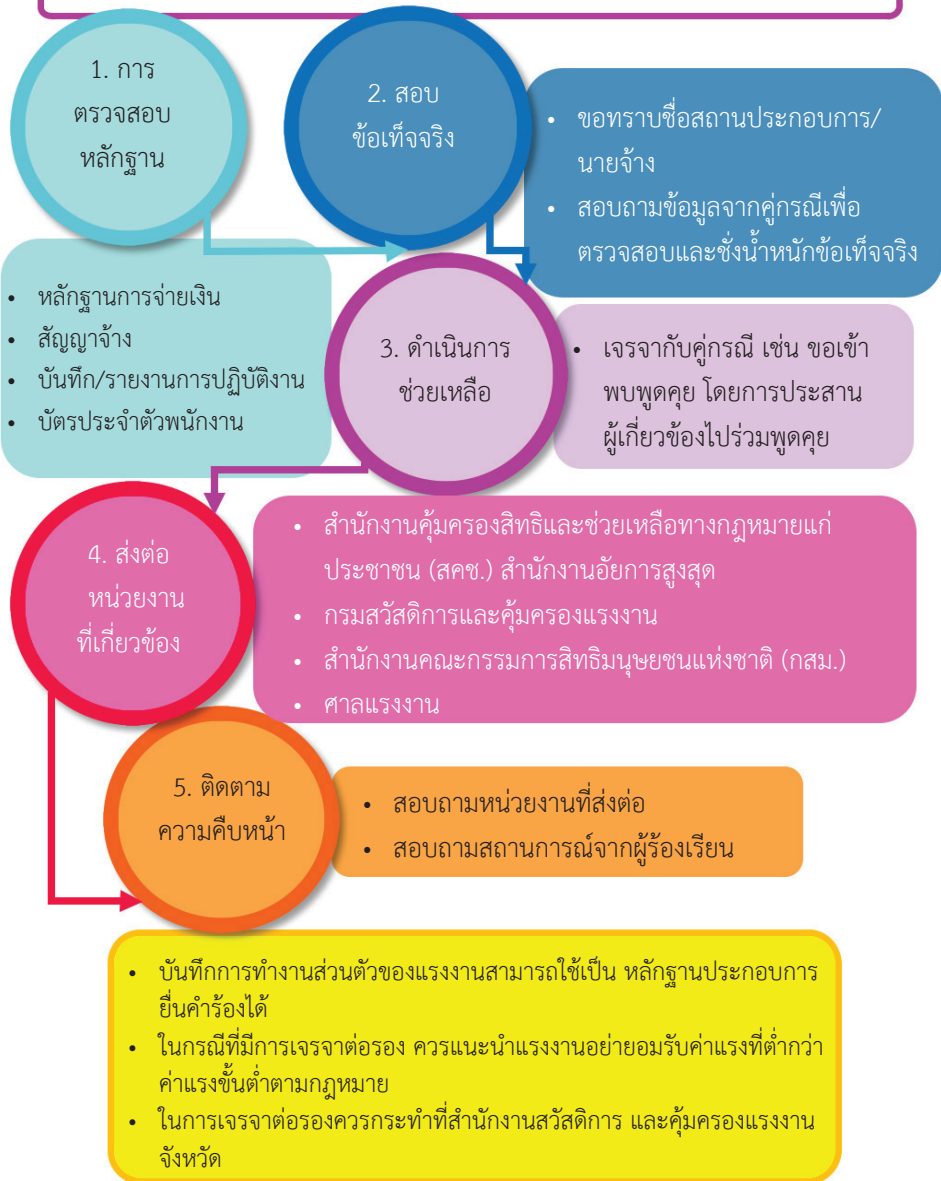 1. การ
ตรวจสอบ
หลักฐาน
2. สอบ
ข้อเท็จจริง
• ขอทราบชื่อสถานประกอบการ/
นายจ้าง
• สอบถามข้อมูลจากคู่กรณีเพื่อ
ตรวจสอบและชั่งน้ำหนักข้อเท็จจริง
• หลักฐานการจ่ายเงิน
• สัญญาจ้าง
• บันทึก/รายงานการปฏิบัติงาน
• บัตรประจำตัวพนักงาน
3. ดำเนินการ
ช่วยเหลือ
• เจรจากับคู่กรณี เช่น ขอเข้า
พบพูดคุย โดยการประสาน
ผู้เกี่ยวข้องไปร่วมพูดคุย
4. ส่งต่อ
หน่วยงาน
ที่เกี่ยวข้อง
• สำนักงานคุ้มครองสิทธิและช่วยเหลือทางกฎหมายแก่
ประชาชน (สคช.) สำนักงานอัยการสูงสุด
• กรมสวัสดิการและคุ้มครองแรงงาน
• สำนักงานคณะกรรมการสิทธิมนุษยชนแห่งชาติ (กสม.)
• ศาลแรงงาน
5. ติดตาม
ความคืบหน้า
• สอบถามหน่วยงานที่ส่งต่อ
• สอบถามสถานการณ์จากผู้ร้องเรียน
• บันทึกการทำงานส่วนตัวของแรงงานสามารถใช้เป็น หลักฐานประกอบการ
ยื่นคำร้องได้
• ในกรณีที่มีการเจรจาต่อรอง ควรแนะนำแรงงานอย่ายอมรับค่าแรงที่ต่ำกว่า
ค่าแรงขั้นต่ำตามกฎหมาย
• ในการเจรจาต่อรองควรกระทำที่สำนักงานสวัสดิการ และคุ้มครองแรงงาน
จังหวัด